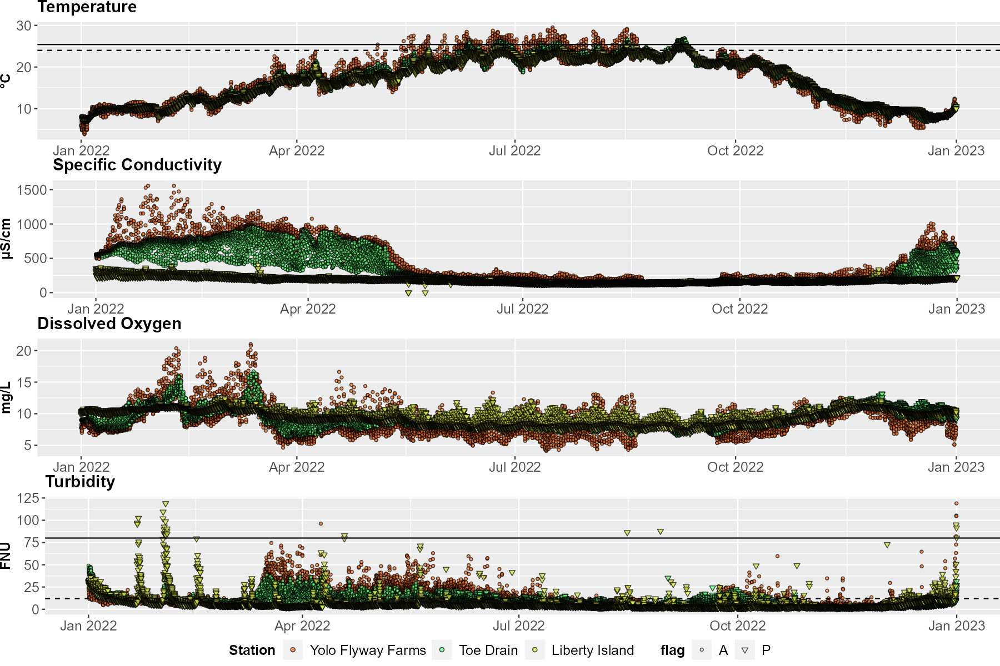 Temperature
30
20
10
°C
Jan 2022 Apr 2022 Jul 2022 Oct 2022 Jan 2023
Specific Conductivity
1500
1000
500
0
µS/cm
Jan 2022 Apr 2022 Jul 2022 Oct 2022 Jan 2023
Dissolved Oxygen
20
15
10
5
mg/L
Jan 2022 Apr 2022 Jul 2022 Oct 2022 Jan 2023
Turbidity
125
100
75
50
25
0
FNU
Jan 2022 Apr 2022 Jul 2022 Oct 2022 Jan 2023
Station Yolo Flyway Farms Toe Drain Liberty Island flag A P